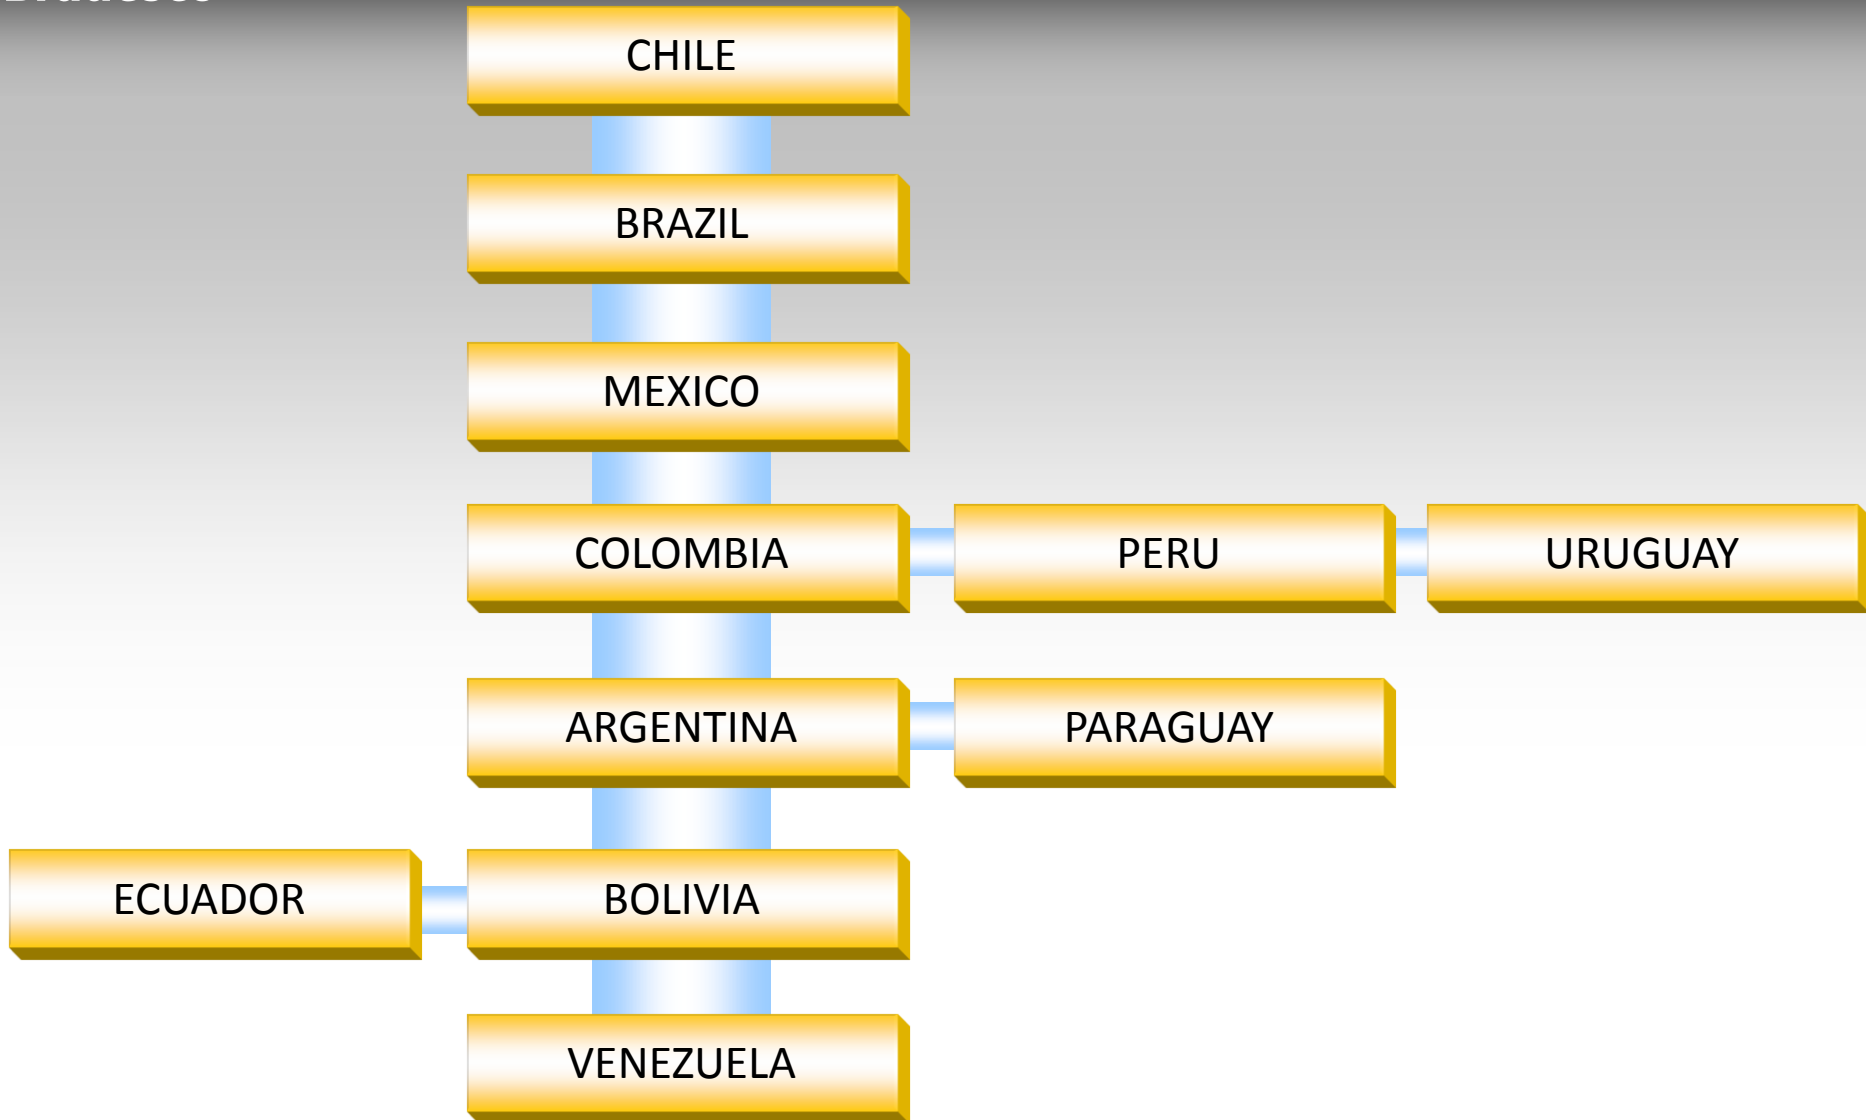 CHILE
BRAZIL
MEXICO
COLOMBIA PERU URUGUAY
ARGENTINA PARAGUAY
ECUADOR BOLIVIA
VENEZUELA